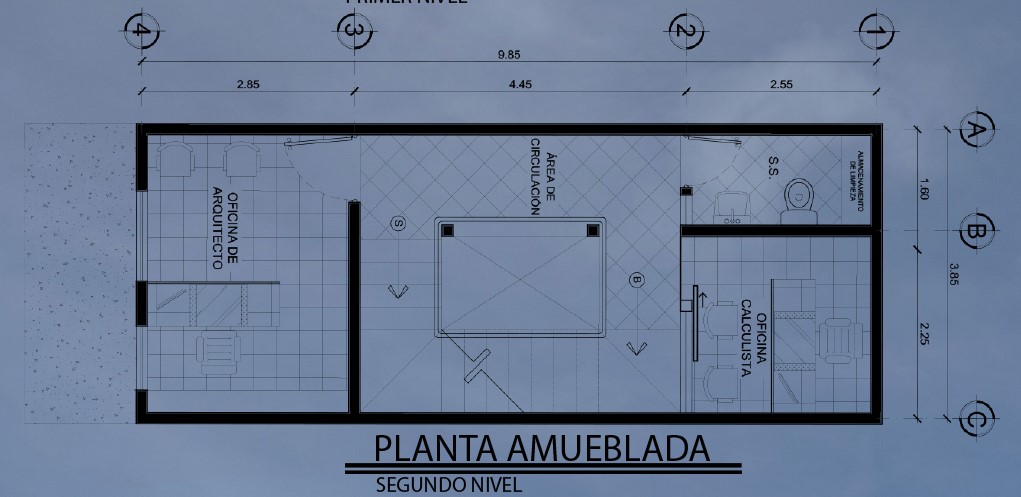 PRIMER NIVEL
4
3
2
1
9.85
2.85
4.45
2.55
A
B
C
1.60
3.85
2.25
OFICINA DE
ARQUITECTO
ÁREA DE
CIRCULACIÓN
S
B
S.S.
ALMACENAMIENTO
DE LIMPIEZA
OFICINA
CALCULISTA
PLANTA AMUEBLADA
SEGUNDO NIVEL